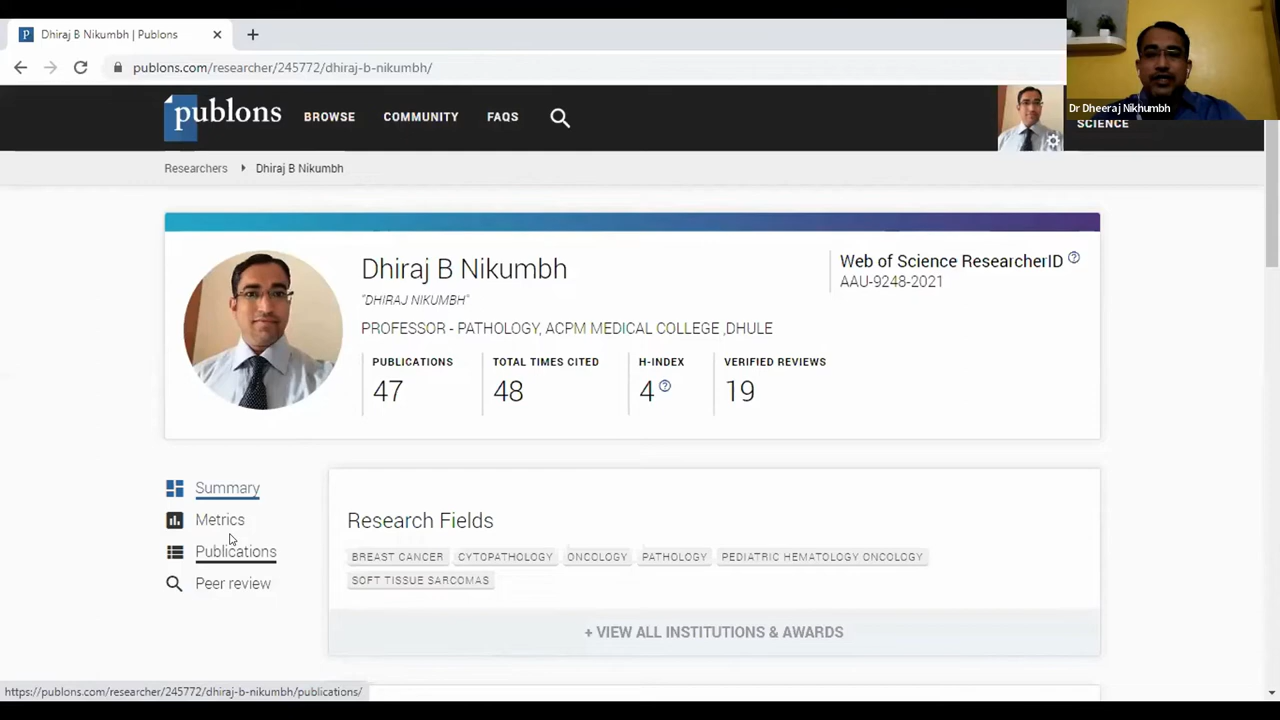 Dhiraj B Nikumbh | Publons
publons.com/researcher/245772/dhiraj-b-nikumbh/
Dr Dheeraj Nikhumbh
publons BROWSE COMMUNITY FAQS
SCIENCE
Researchers Dhiraj B Nikumbh
Dhiraj B Nikumbh
"DHIRAJ NIKUMBH"
PROFESSOR - PATHOLOGY, ACPM MEDICAL COLLEGE ,DHULE
Web of Science ResearcherID
AAU-9248-2021
PUBLICATIONS TOTAL TIMES CITED H-INDEX VERIFIED REVIEWS
47 48 4 19
Summary
Metrics
Publications
Peer review
Research Fields
BREAST CANCER CYTOPATHOLOGY ONCOLOGY PATHOLOGY PEDIATRIC HEMATOLOGY ONCOLOGY
SOFT TISSUE SARCOMAS
+ VIEW ALL INSTITUTIONS & AWARDS
https://publons.com/researcher/245772/dhiraj-b-nikumbh/publications/